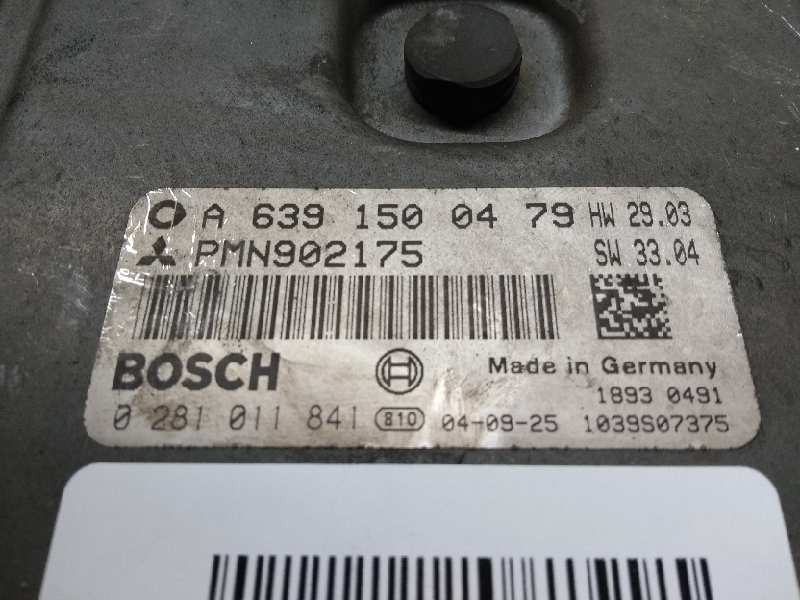 A 639 150 04 79 HW 29.03
PMN902175 SW 33.04
BOSCH Made in Germany
1893 0491
0 281 011 841 810 04-09-25 1039S07375